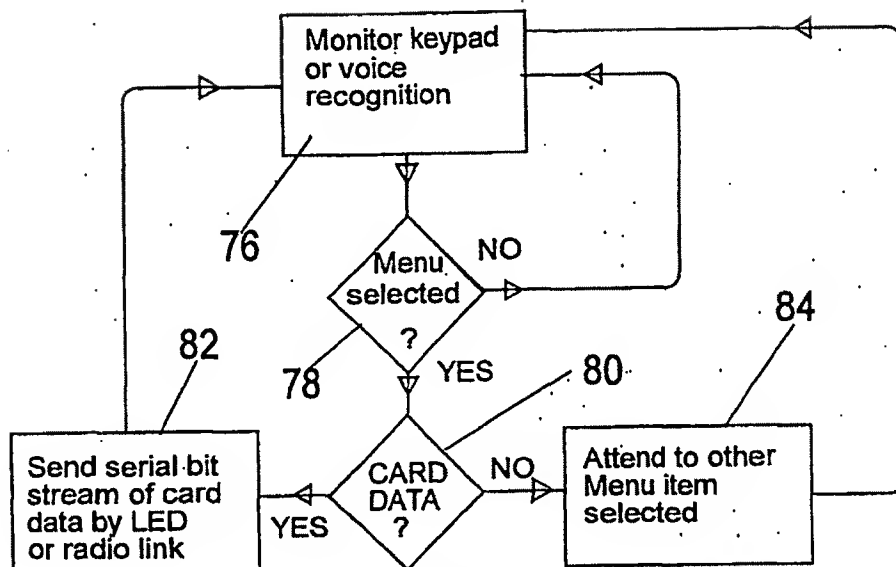 Monitor keypad
or voice
recognition
76
Menu
selected
?
NO
78
YES
82
80
84
Send serial bit
stream of card
data by LED
or radio link
YES
CARD
DATA
?
NO
Attend to other
Menu item
selected